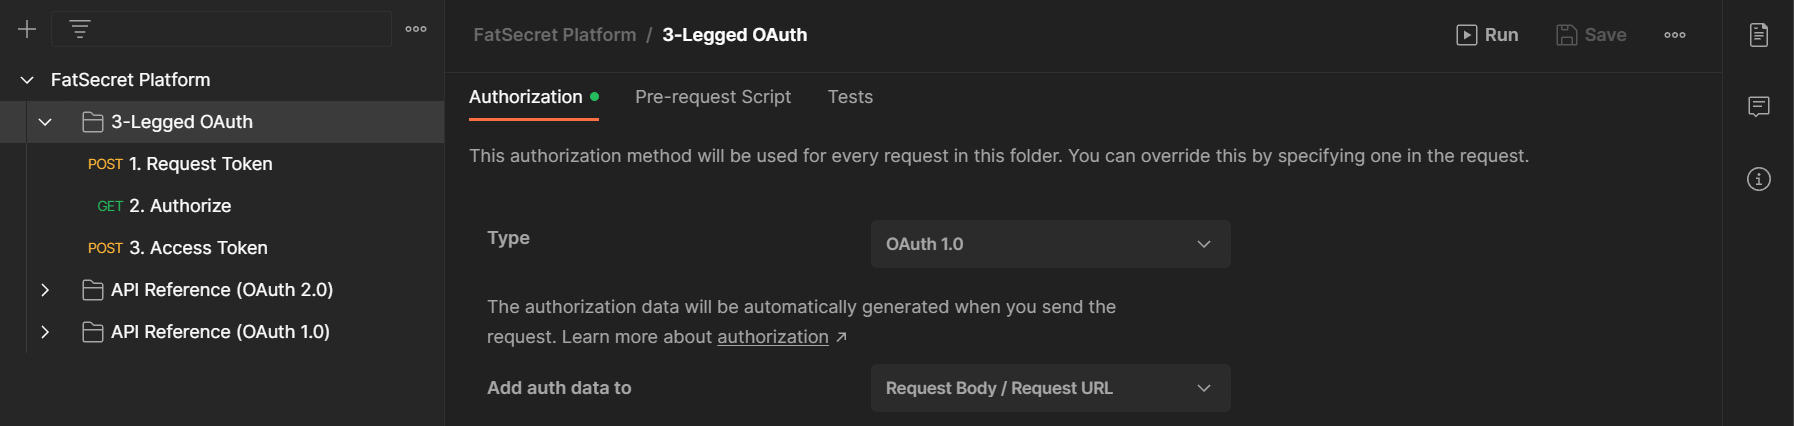 FatSecret Platform
3-Legged OAuth
POST 1. Request Token
GET 2. Authorize
POST 3. Access Token
API Reference (OAuth 2.0)
API Reference (OAuth 1.0)
FatSecret Platform / 3-Legged OAuth
Run
Save
Authorization
Pre-request Script
Tests
This authorization method will be used for every request in this folder. You can override this by specifying one in the request.
Type
OAuth 1.0
The authorization data will be automatically generated when you send the
request. Learn more about authorization ↗
Add auth data to
Request Body / Request URL